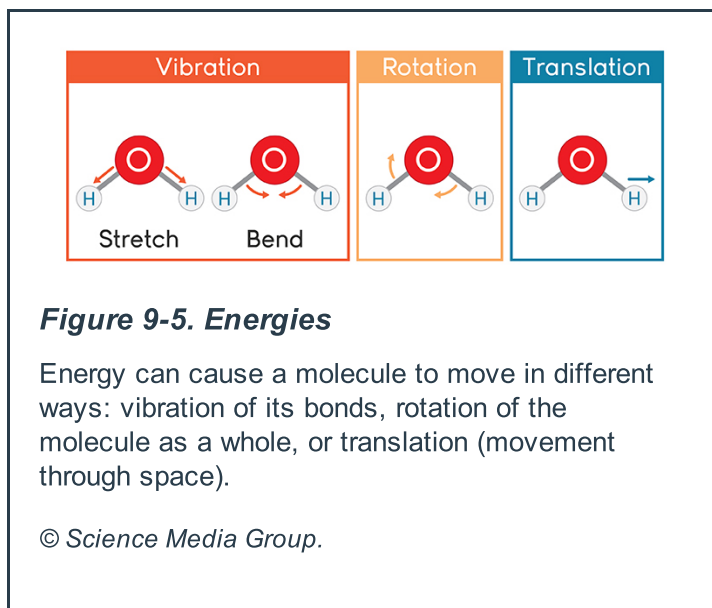 Vibration Rotation Translation
O O O O
H H H H H H H H
Stretch Bend
Figure 9-5. Energies
Energy can cause a molecule to move in different
ways: vibration of its bonds, rotation of the
molecule as a whole, or translation (movement
through space).
© Science Media Group.